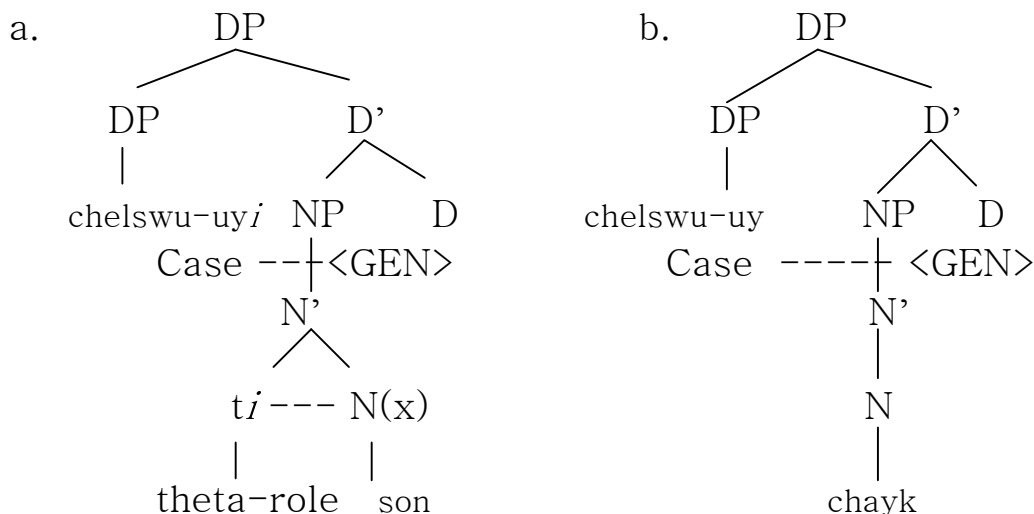 a. DP b. DP
DP D’ DP D’
chelswu-uyi NP D chelswu-uy NP D
Case ---<GEN> Case -----<GEN>
N’ N’
ti --- N(x) N
theta-role son chayk